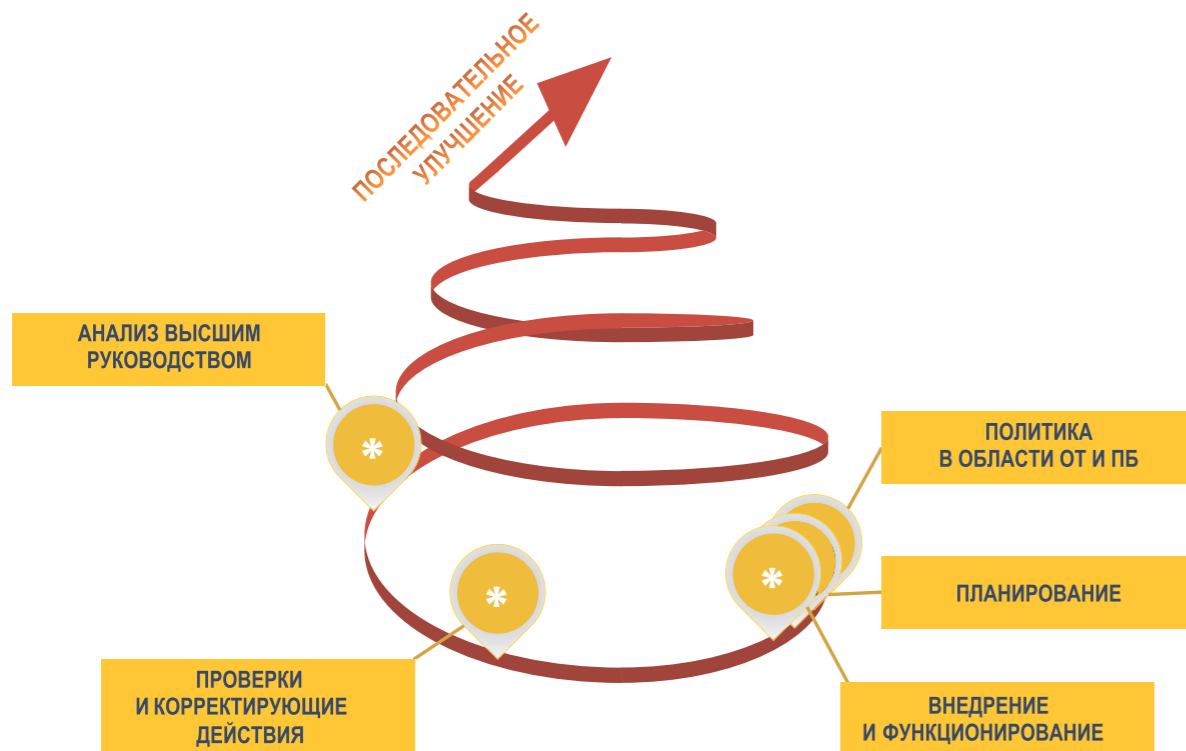 ПОСЛЕДОВАТЕЛЬНОЕ
УЛУЧШЕНИЕ
АНАЛИЗ ВЫСШИМ
РУКОВОДСТВОМ
*
ПОЛИТИКА
В ОБЛАСТИ ОТ И ПБ
*
*
ПЛАНИРОВАНИЕ
ПРОВЕРКИ
И КОРРЕКТИРУЮЩИЕ
ДЕЙСТВИЯ
ВНЕДРЕНИЕ
И ФУНКЦИОНИРОВАНИЕ